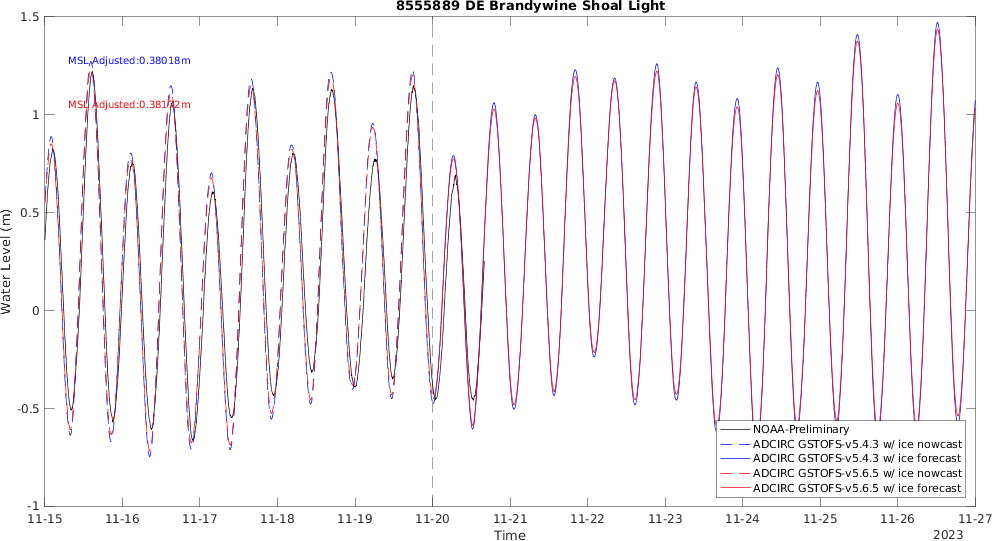 8555889 DE Brandywine Shoal Light
MSL Adjusted:0.38018m
MSL Adjusted:0.38172m
1.5
1
0.5
0
-0.5
-1
Water Level (m)
NOAA-Preliminary
ADCIRC GSTOFS-v5.4.3 w/ ice nowcast
ADCIRC GSTOFS-v5.4.3 w/ ice forecast
ADCIRC GSTOFS-v5.6.5 w/ ice nowcast
ADCIRC GSTOFS-v5.6.5 w/ ice forecast
11-15 11-16 11-17 11-18 11-19 11-20 11-21 11-22 11-23 11-24 11-25 11-26 11-27
Time
2023